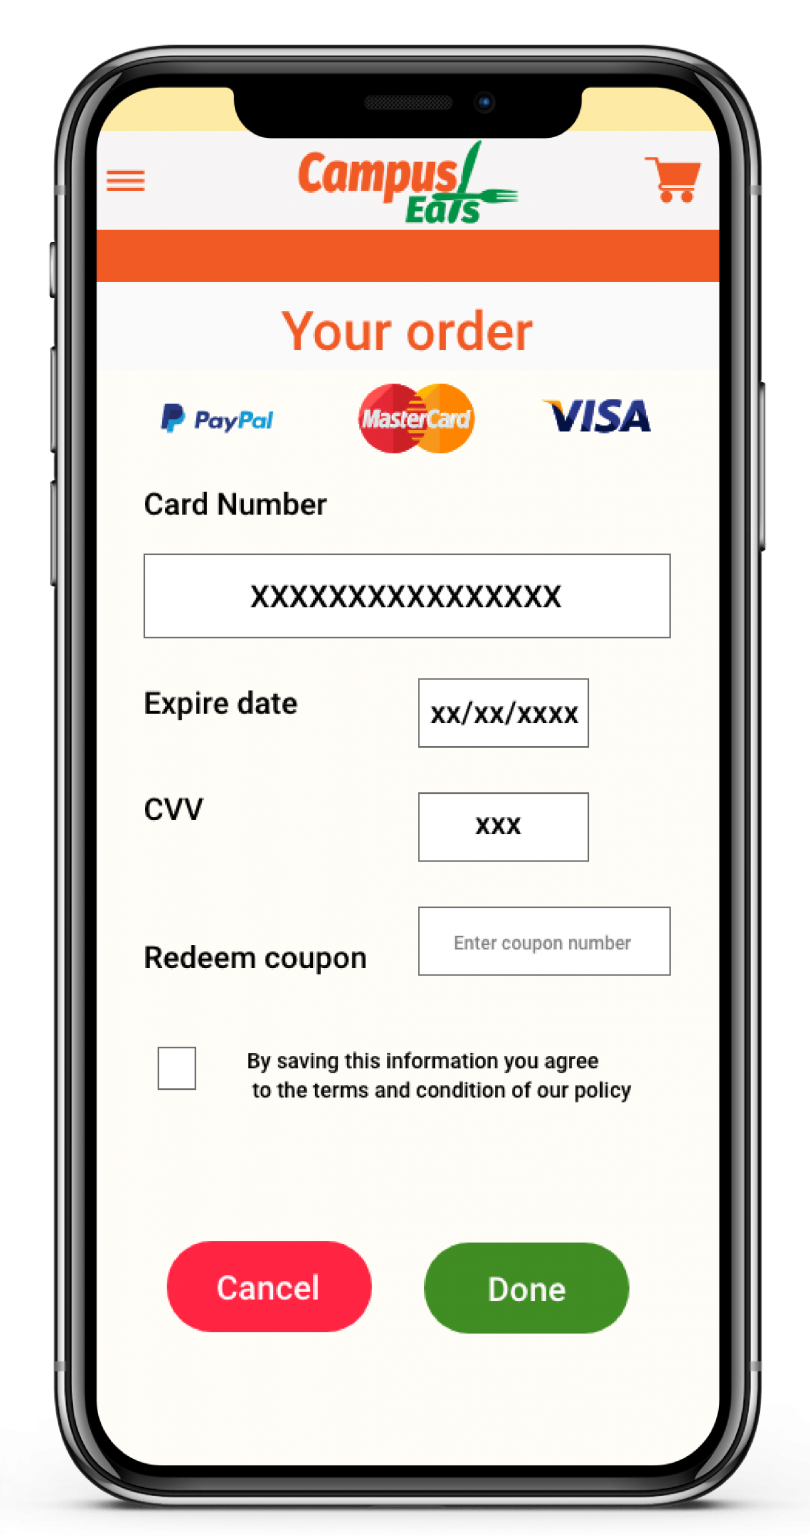 Campus
Eats
Your order
PayPal
MasterCard
VISA
Card Number
XXXXXXXXXXXXXXXX
Expire date
xx/xx/xxxx
CVV
xxx
Enter coupon number
Redeem coupon
By saving this information you agree
to the terms and condition of our policy
Cancel
Done